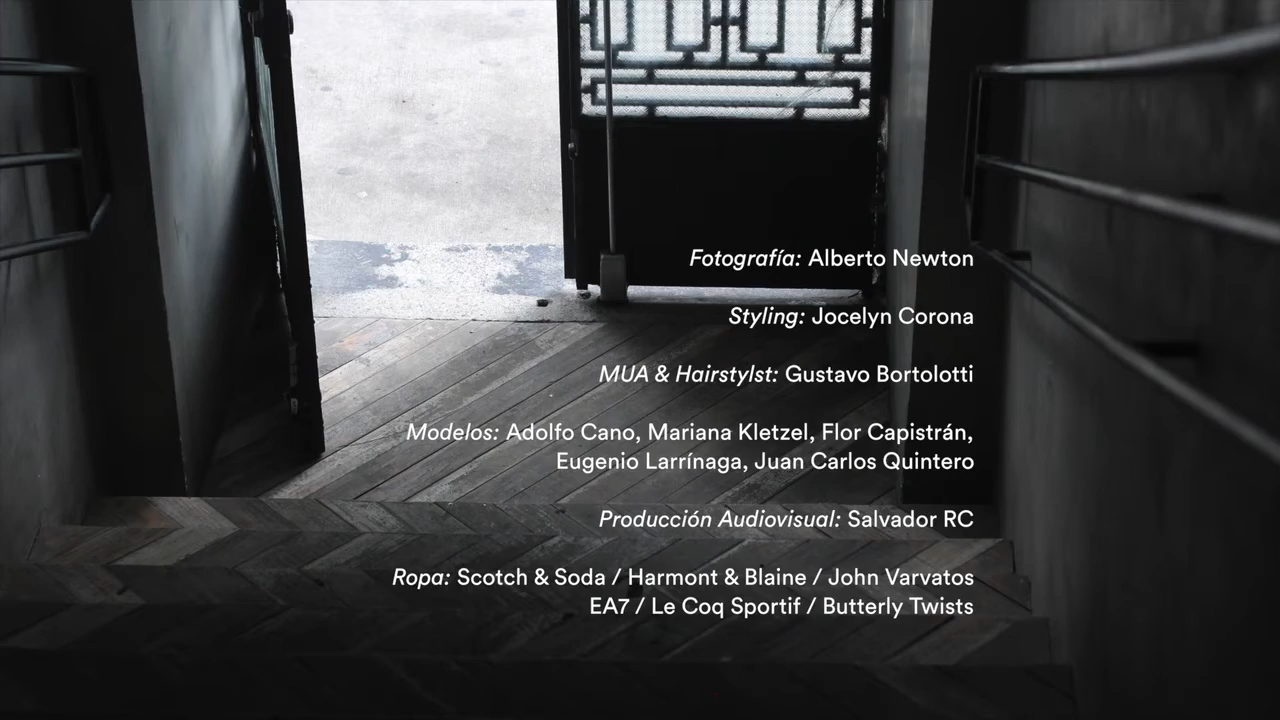 Fotografía: Alberto Newton
Styling: Jocelyn Corona
MUA & Hairstylst: Gustavo Bortolotti
Modelos: Adolfo Cano, Mariana Kletzel, Flor Capistrán,
Eugenio Larrínaga, Juan Carlos Quintero
Producción Audiovisual: Salvador RC
Ropa: Scotch & Soda / Harmont & Blaine / John Varvatos
EA7 / Le Coq Sportif / Butterly Twists